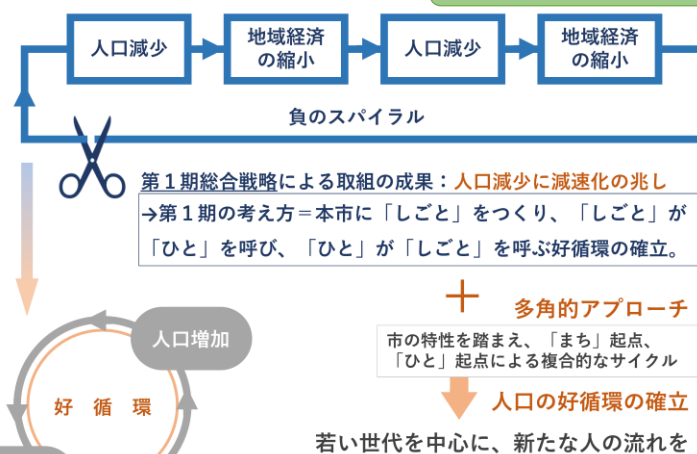 人口減少
地域経済
の縮小
人口減少
地域経済
の縮小
負のスパイラル
第１期総合戦略による取組の成果：人口減少に減速化の兆し
→第１期の考え方＝本市に「しごと」をつくり、「しごと」が
「ひと」を呼び、「ひと」が「しごと」を呼ぶ好循環の確立。
＋
多角的アプローチ
市の特性を踏まえ、「まち」起点、
「ひと」起点による複合的なサイクル
人口増加
好循環
人口の好循環の確立
若い世代を中心に、新たな人の流れを